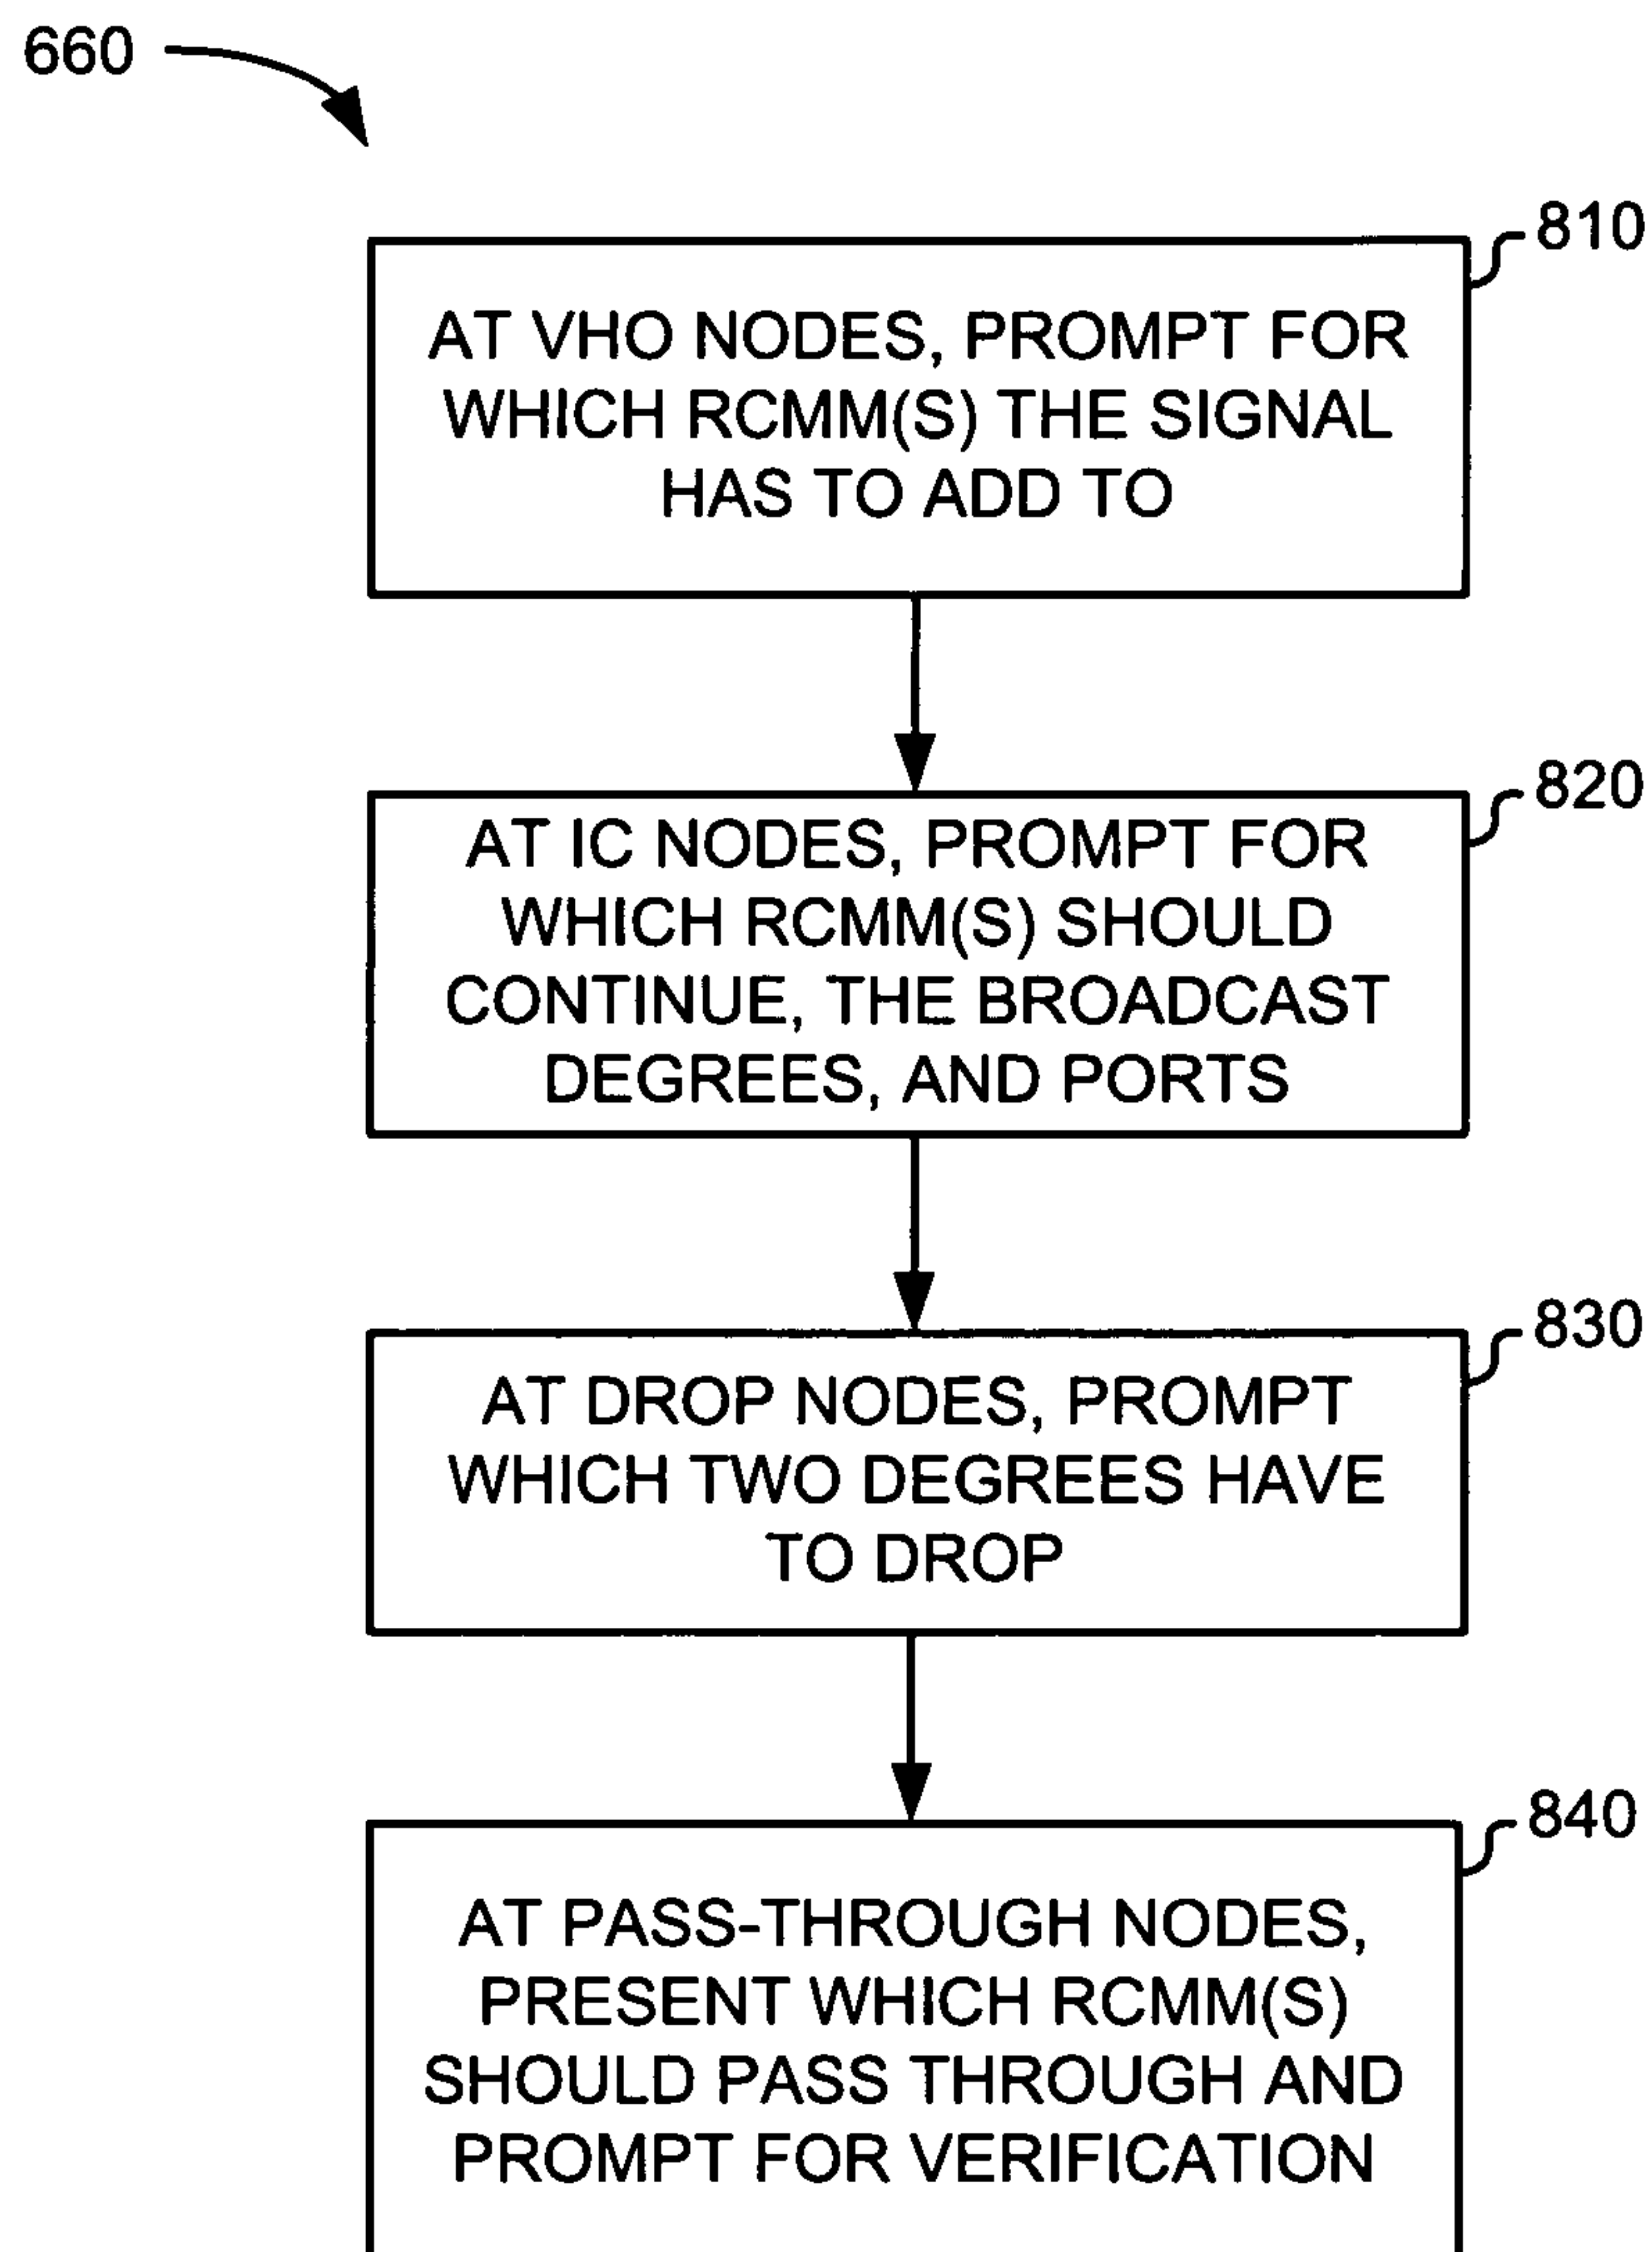 660
810
AT VHO NODES, PROMPT FOR
WHICH RCMM(S) THE SIGNAL
HAS TO ADD TO
820
AT IC NODES, PROMPT FOR
WHICH RCMM(S) SHOULD
CONTINUE, THE BROADCAST
DEGREES, AND PORTS
830
AT DROP NODES, PROMPT
WHICH TWO DEGREES HAVE
TO DROP
840
AT PASS-THROUGH NODES,
PRESENT WHICH RCMM(S)
SHOULD PASS THROUGH AND
PROMPT FOR VERIFICATION